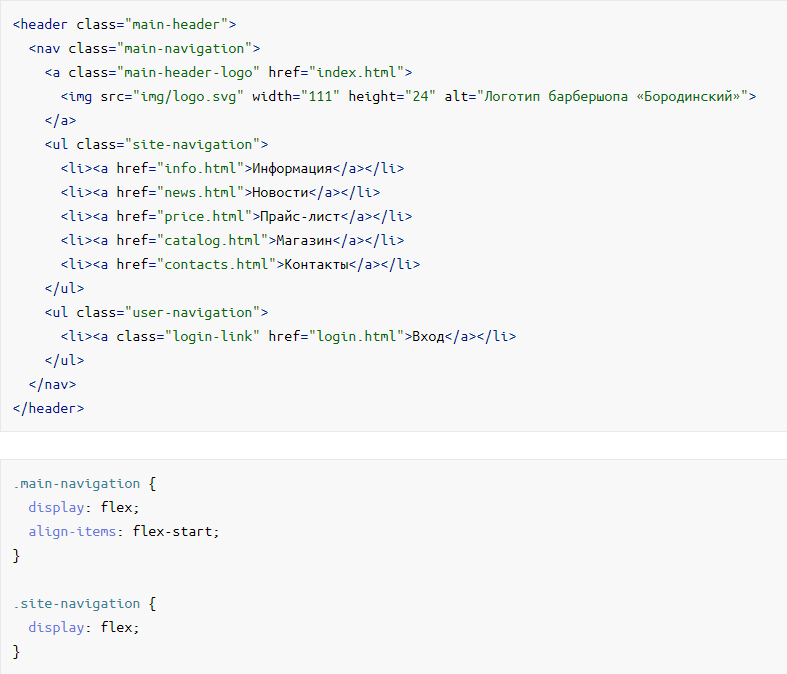 <header class="main-header">
<nav class="main-navigation">
<a class="main-header-logo" href="index.html">
<img src="img/logo.svg" width="111" height="24" alt="Логотип барбершопа «Бородинский»">
</a>
<ul class="site-navigation">
<li><a href="info.html">Информация</a></li>
<li><a href="news.html">Новости</a></li>
<li><a href="price.html">Прайс-лист</a></li>
<li><a href="catalog.html">Магазин</a></li>
<li><a href="contacts.html">Контакты</a></li>
</ul>
<ul class="user-navigation">
<li><a class="login-link" href="login.html">Вход</a></li>
</ul>
</nav>
</header>
.main-navigation {
display: flex;
align-items: flex-start;
}
.site-navigation {
display: flex;
}